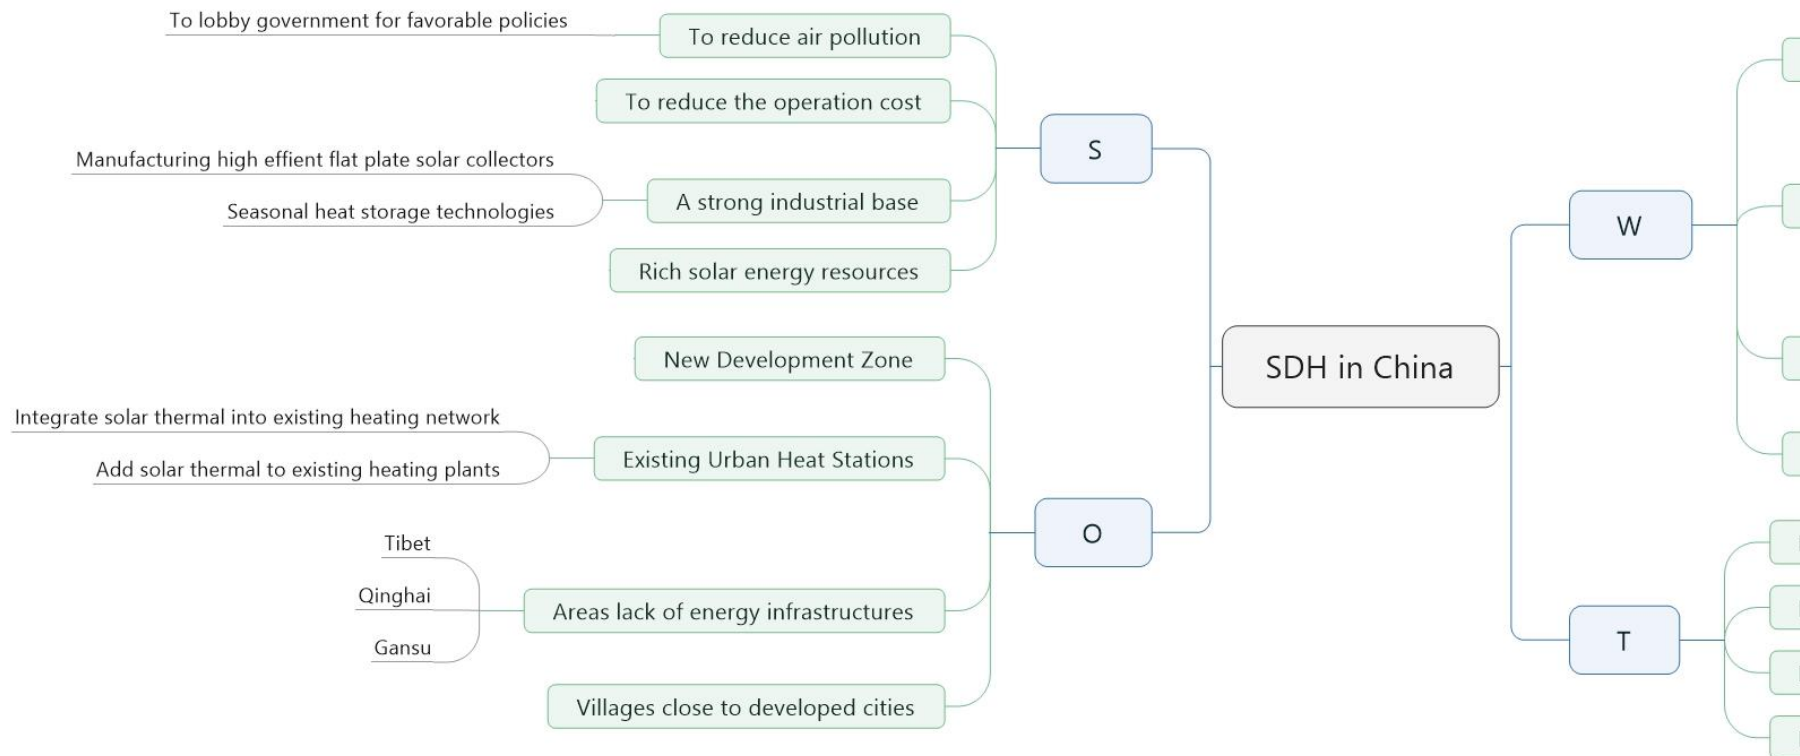 To lobby government for favorable policies
To reduce air pollution
To reduce the operation cost
Manufacturing high effient flat plate solar collectors
Seasonal heat storage technologies
A strong industrial base
Rich solar energy resources
S
New Development Zone
Integrate solar thermal into existing heating network
Add solar thermal to existing heating plants
Existing Urban Heat Stations
Tibet
Qinghai
Gansu
Areas lack of energy infrastructures
Villages close to developed cities
O
SDH in China
W
T